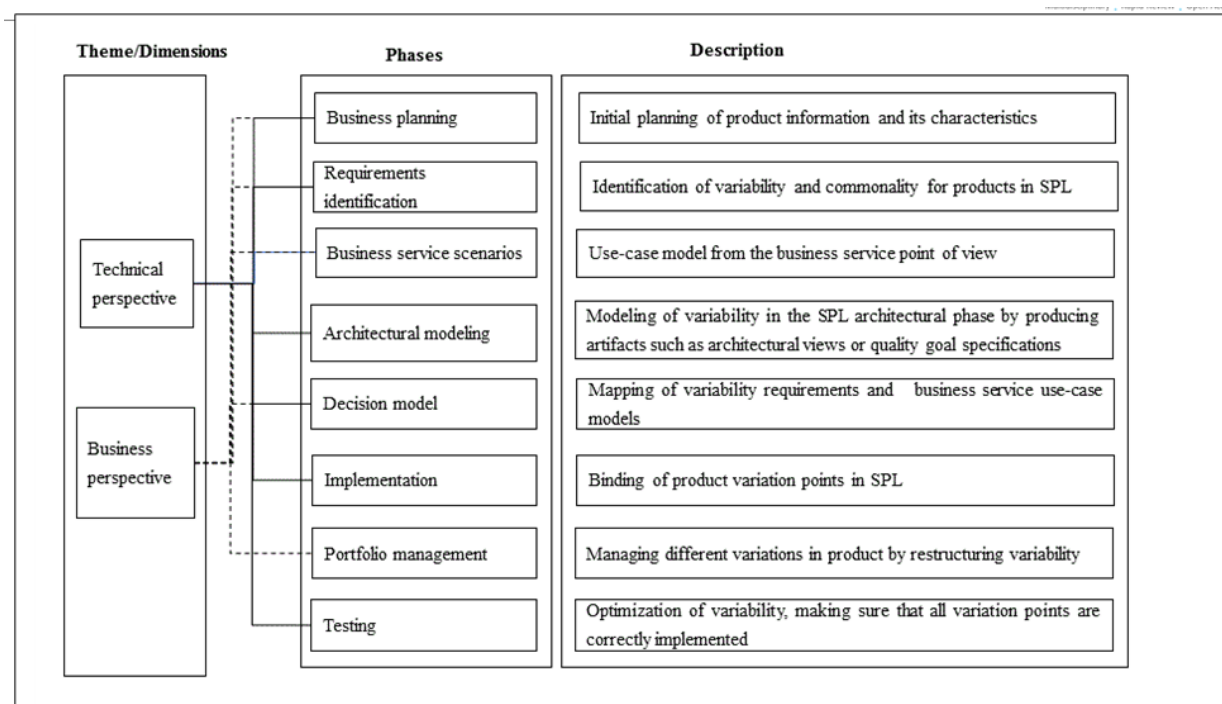 Theme/Dimensions
Phases
Description
Technical
perspective
Business
perspective
Business planning
Initial planning of product information and its characteristics
Requirements
identification
Identification of variability and commonality for products in SPL
Business service scenarios
Use-case model from the business service point of view
Architectural modeling
Modeling of variability in the SPL architectural phase by producing
artifacts such as architectural views or quality goal specifications
Decision model
Mapping of variability requirements and business service use-case
models
Implementation
Binding of product variation points in SPL
Portfolio management
Managing different variations in product by restructuring variability
Testing
Optimization of variability, making sure that all variation points are
correctly implemented